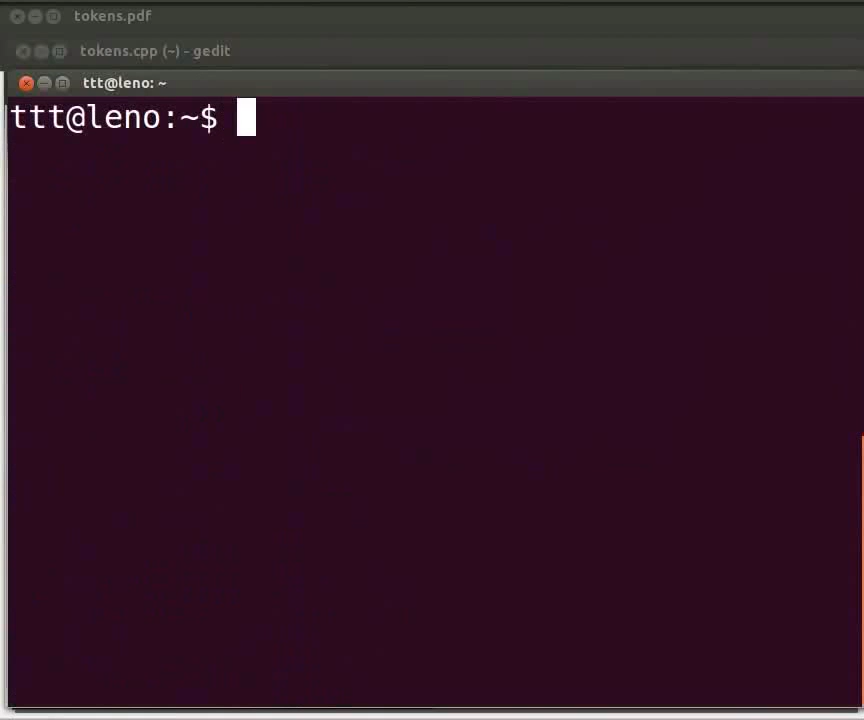 tokens.pdf
tokens.cpp (~) - gedit
ttt@leno: ~
ttt@leno:~$